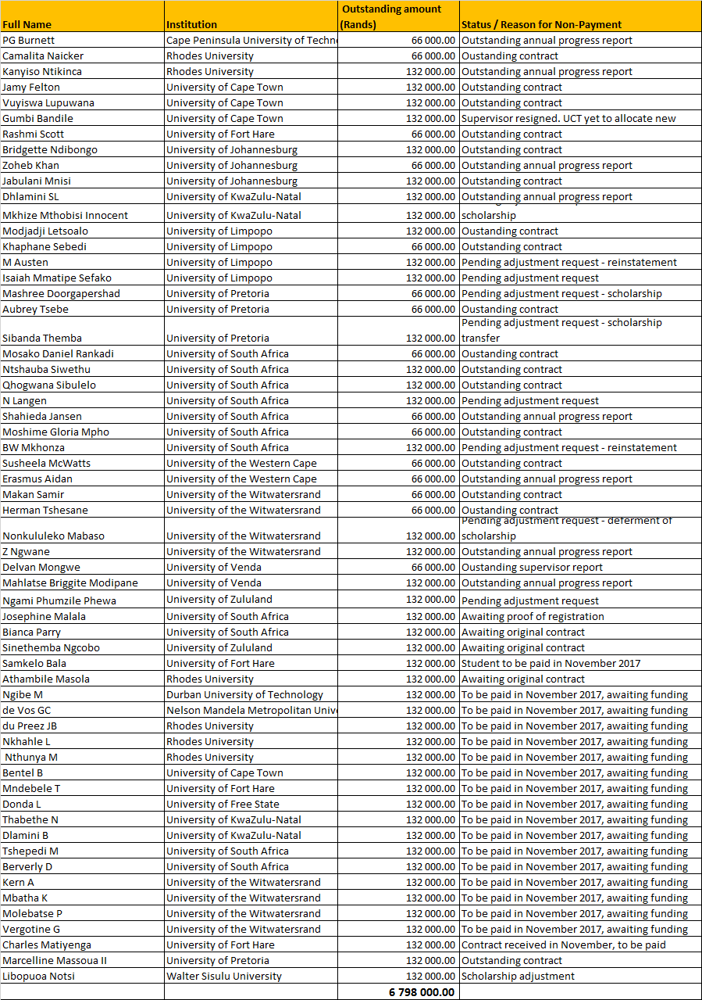 Full Name Institution Outstanding amount (Rands) Status / Reason for Non-Payment
PG Burnett Cape Peninsula University of Techn 66 000.00 Outstanding annual progress report
Camalita Naicker Rhodes University 66 000.00 Oustanding contract
Kanyiso Ntikinca Rhodes University 132 000.00 Outstanding annual progress report
Jamy Felton University of Cape Town 132 000.00 Outstanding contract
Vuyiswa Lupuwana University of Cape Town 132 000.00 Outstanding contract
Gumbi Bandile University of Cape Town 132 000.00 Supervisor resigned. UCT yet to allocate new
Rashmi Scott University of Fort Hare 66 000.00 Outstanding contract
Bridgette Ndibongo University of Johannesburg 132 000.00 Outstanding contract
Zoheb Khan University of Johannesburg 66 000.00 Outstanding annual progress report
Jabulani Mnisi University of Johannesburg 132 000.00 Outstanding contract
Dhlamini SL University of KwaZulu-Natal 132 000.00 Outstanding annual progress report
Mkhize Mthobisi Innocent University of KwaZulu-Natal 132 000.00 scholarship
Modjadji Letsoalo University of Limpopo 132 000.00 Oustanding contract
Khaphane Sebedi University of Limpopo 66 000.00 Outstanding contract
M Austen University of Limpopo 132 000.00 Pending adjustment request - reinstatement
Isaiah Mmatipe Sefako University of Limpopo 132 000.00 Pending adjustment request
Mashree Doorgapershad University of Pretoria 66 000.00 Pending adjustment request - scholarship
Aubrey Tsebe University of Pretoria 66 000.00 Oustanding contract
Sibanda Themba University of Pretoria 132 000.00 Pending adjustment request - scholarship
transfer
Mosako Daniel Rankadi University of South Africa 66 000.00 Oustanding contract
Ntshauba Siwethu University of South Africa 132 000.00 Outstanding contract
Qhogwana Sibulelo University of South Africa 132 000.00 Outstanding contract
N Langen University of South Africa 132 000.00 Pending adjustment request
Shahieda Jansen University of South Africa 66 000.00 Outstanding annual progress report
Moshime Gloria Mpho University of South Africa 66 000.00 Outstanding contract
BW Mkhonza University of South Africa 132 000.00 Pending adjustment request - reinstatement
Susheela McWatts University of the Western Cape 66 000.00 Outstanding contract
Erasmus Aidan University of the Western Cape 66 000.00 Outstanding annual progress report
Makan Samir University of the Witwatersrand 66 000.00 Outstanding contract
Herman Tshesane University of the Witwatersrand 66 000.00 Oustanding contract
Nonkululeko Mabaso University of the Witwatersrand 132 000.00 Pending adjustment request - deferment of
scholarship
Z Ngwane University of the Witwatersrand 132 000.00 Outstanding annual progress report
Delvan Mongwe University of Venda 66 000.00 Oustanding supervisor report
Mahlatse Briggite Modipane University of Venda 132 000.00 Outstanding annual progress report
Ngami Phumzile Phewa University of Zululand 132 000.00 Pending adjustment request
Josephine Malala University of South Africa 132 000.00 Awaiting proof of registration
Bianca Parry University of South Africa 132 000.00 Awaiting original contract
Sinethemba Ngcobo University of Zululand 132 000.00 Awaiting original contract
Samkelo Bala University of Fort Hare 132 000.00 Student to be paid in November 2017
Athambile Masola Rhodes University 132 000.00 Awaiting original contract
Ngibe M Durban University of Technology 132 000.00 To be paid in November 2017, awaiting funding
de Vos GC Nelson Mandela Metropolitan Univ 132 000.00 To be paid in November 2017, awaiting funding
du Preez JB Rhodes University 132 000.00 To be paid in November 2017, awaiting funding
Nkhahle L Rhodes University 132 000.00 To be paid in November 2017, awaiting funding
Nthunya M Rhodes University 132 000.00 To be paid in November 2017, awaiting funding
Bentel B University of Cape Town 132 000.00 To be paid in November 2017, awaiting funding
Mndebele T University of Fort Hare 132 000.00 To be paid in November 2017, awaiting funding
Donda L University of Free State 132 000.00 To be paid in November 2017, awaiting funding
Thabethe N University of KwaZulu-Natal 132 000.00 To be paid in November 2017, awaiting funding
Dlamini B University of KwaZulu-Natal 132 000.00 To be paid in November 2017, awaiting funding
Tshepedi M University of South Africa 132 000.00 To be paid in November 2017, awaiting funding
Berverly D University of South Africa 132 000.00 To be paid in November 2017, awaiting funding
Kern A University of the Witwatersrand 132 000.00 To be paid in November 2017, awaiting funding
Mbatha K University of the Witwatersrand 132 000.00 To be paid in November 2017, awaiting funding
Molebatse P University of the Witwatersrand 132 000.00 To be paid in November 2017, awaiting funding
Vergotine G University of the Witwatersrand 132 000.00 To be paid in November 2017, awaiting funding
Charles Matiyenga University of Fort Hare 132 000.00 Contract received in November, to be paid
Marcelline Massoua II University of Pretoria 132 000.00 Outstanding contract
Libopuoa Notsi Walter Sisulu University 132 000.00 Scholarship adjustment
6 798 000.00